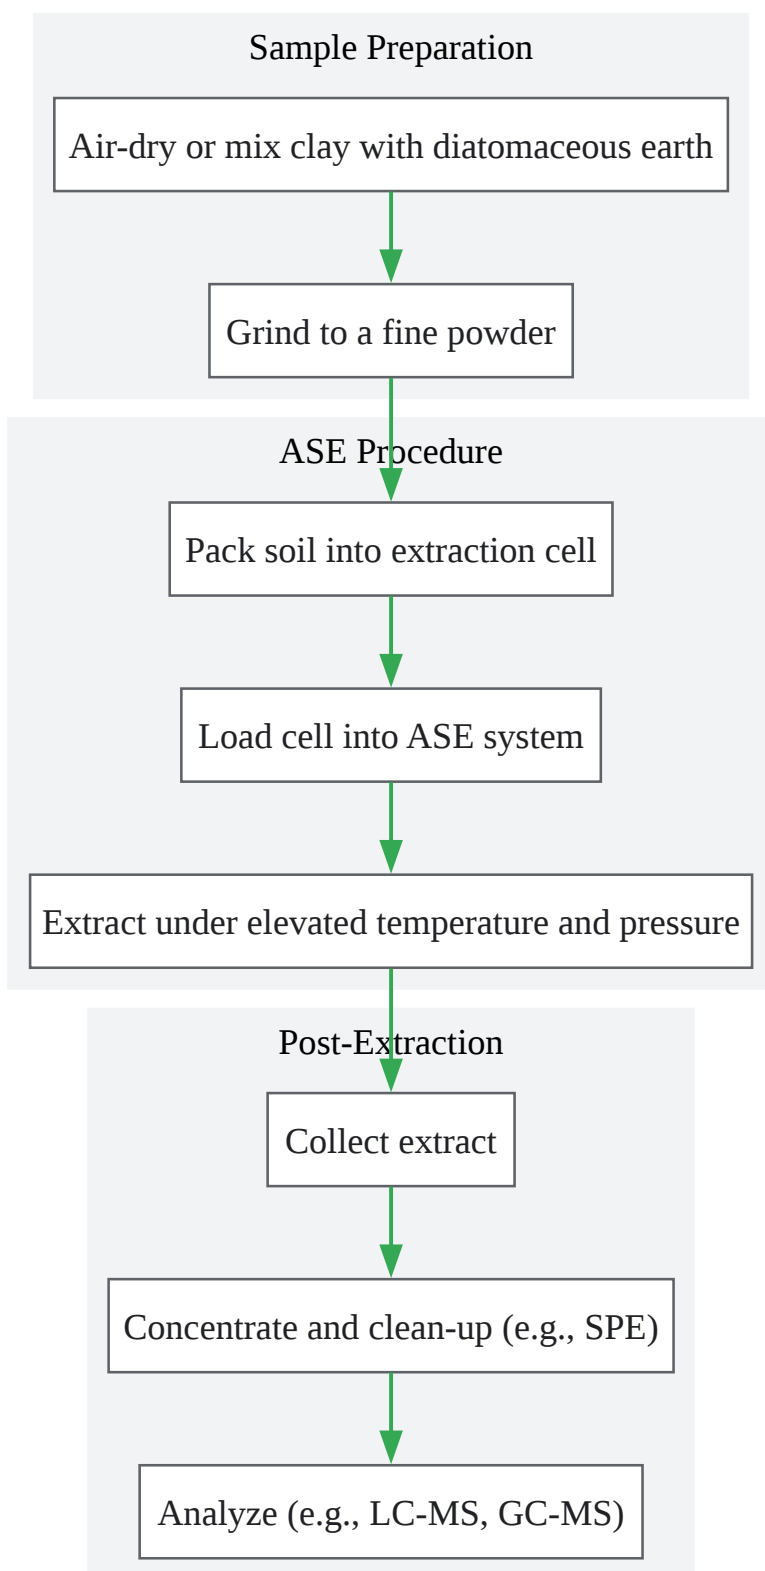 Sample Preparation
Air-dry or mix clay with diatomaceous earth
Grind to a fine powder
ASE Procedure
Pack soil into extraction cell
Load cell into ASE system
Extract under elevated temperature and pressure
Post-Extraction
Collect extract
Concentrate and clean-up (e.g., SPE)
Analyze (e.g., LC-MS, GC-MS)